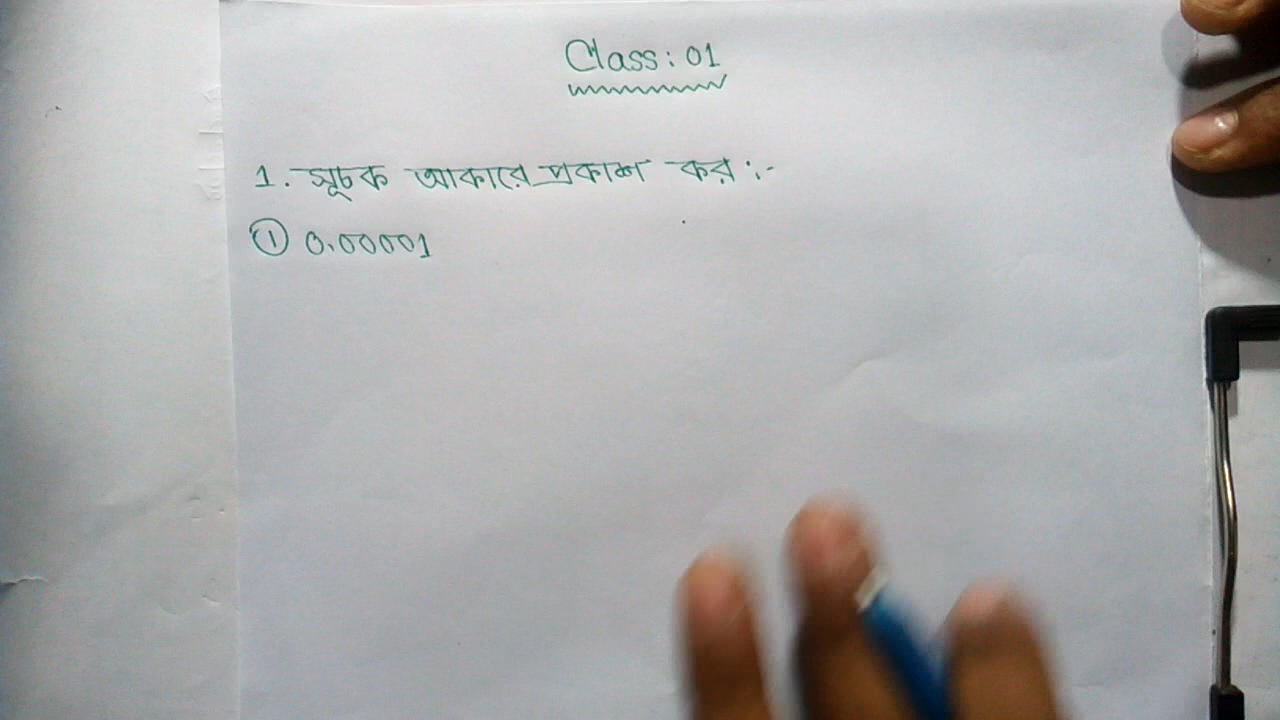 Class: 01
1. সূচক আকারে প্রকাশ কর :-
① 0.00001